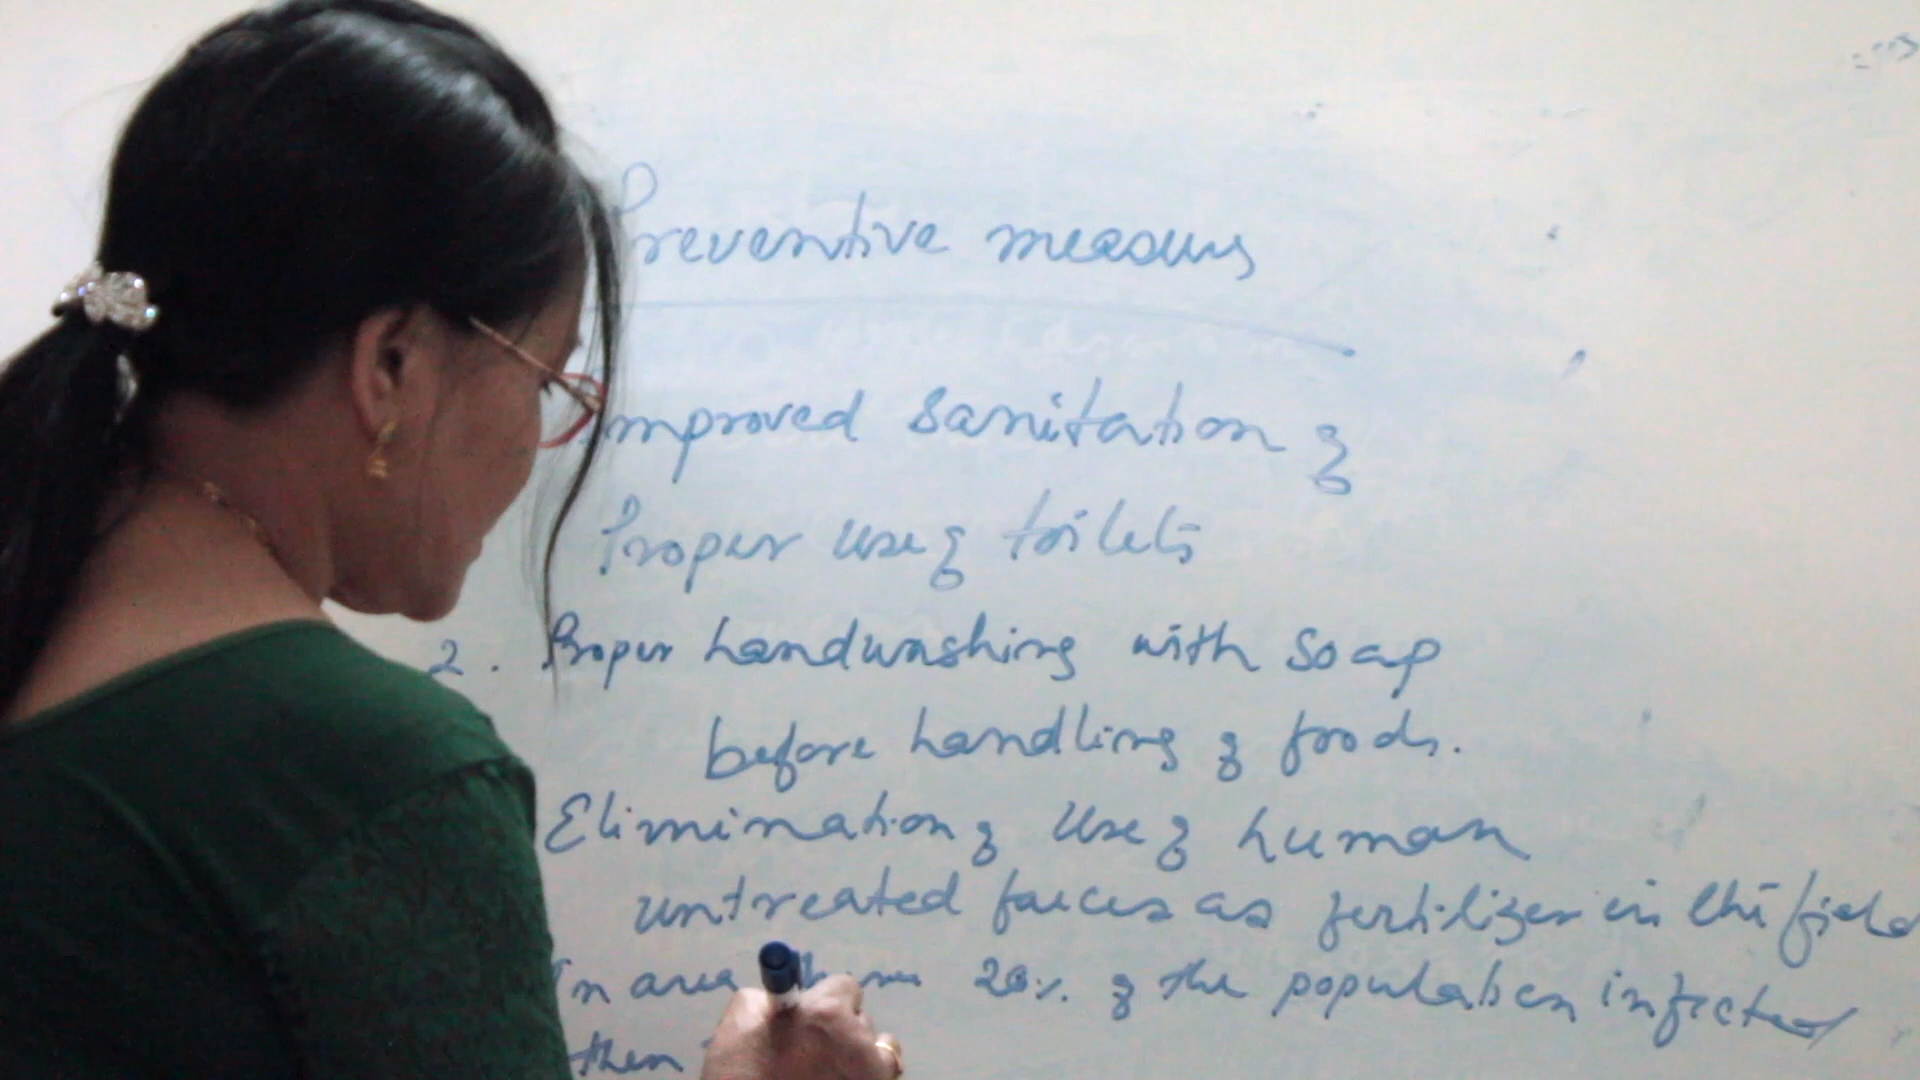 Preventive measures
Improved sanitation &
Proper use of toilets
2. Proper handwashing with soap
before handling of foods.
Elimination of use of human
untreated faeces as fertilizer in the field
In area 20% of the population infected
then